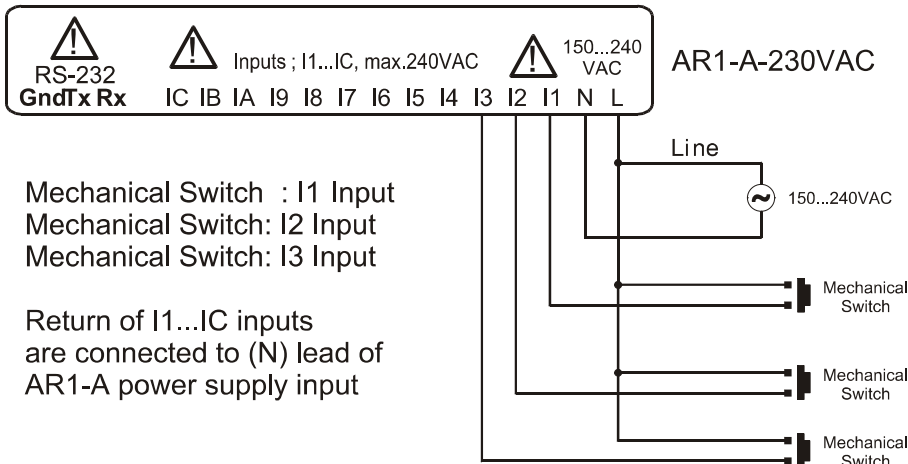 RS-232
GndTx Rx
Inputs ; I1...IC, max.240VAC
150...240
VAC
AR1-A-230VAC
IC IB IA I9 I8 I7 I6 I5 I4 I3 I2 I1 N L
Line
150...240VAC
Mechanical Switch : I1 Input
Mechanical Switch: I2 Input
Mechanical Switch: I3 Input
Return of I1...IC inputs
are connected to (N) lead of
AR1-A power supply input
Mechanical
Switch
Mechanical
Switch
Mechanical
Switch